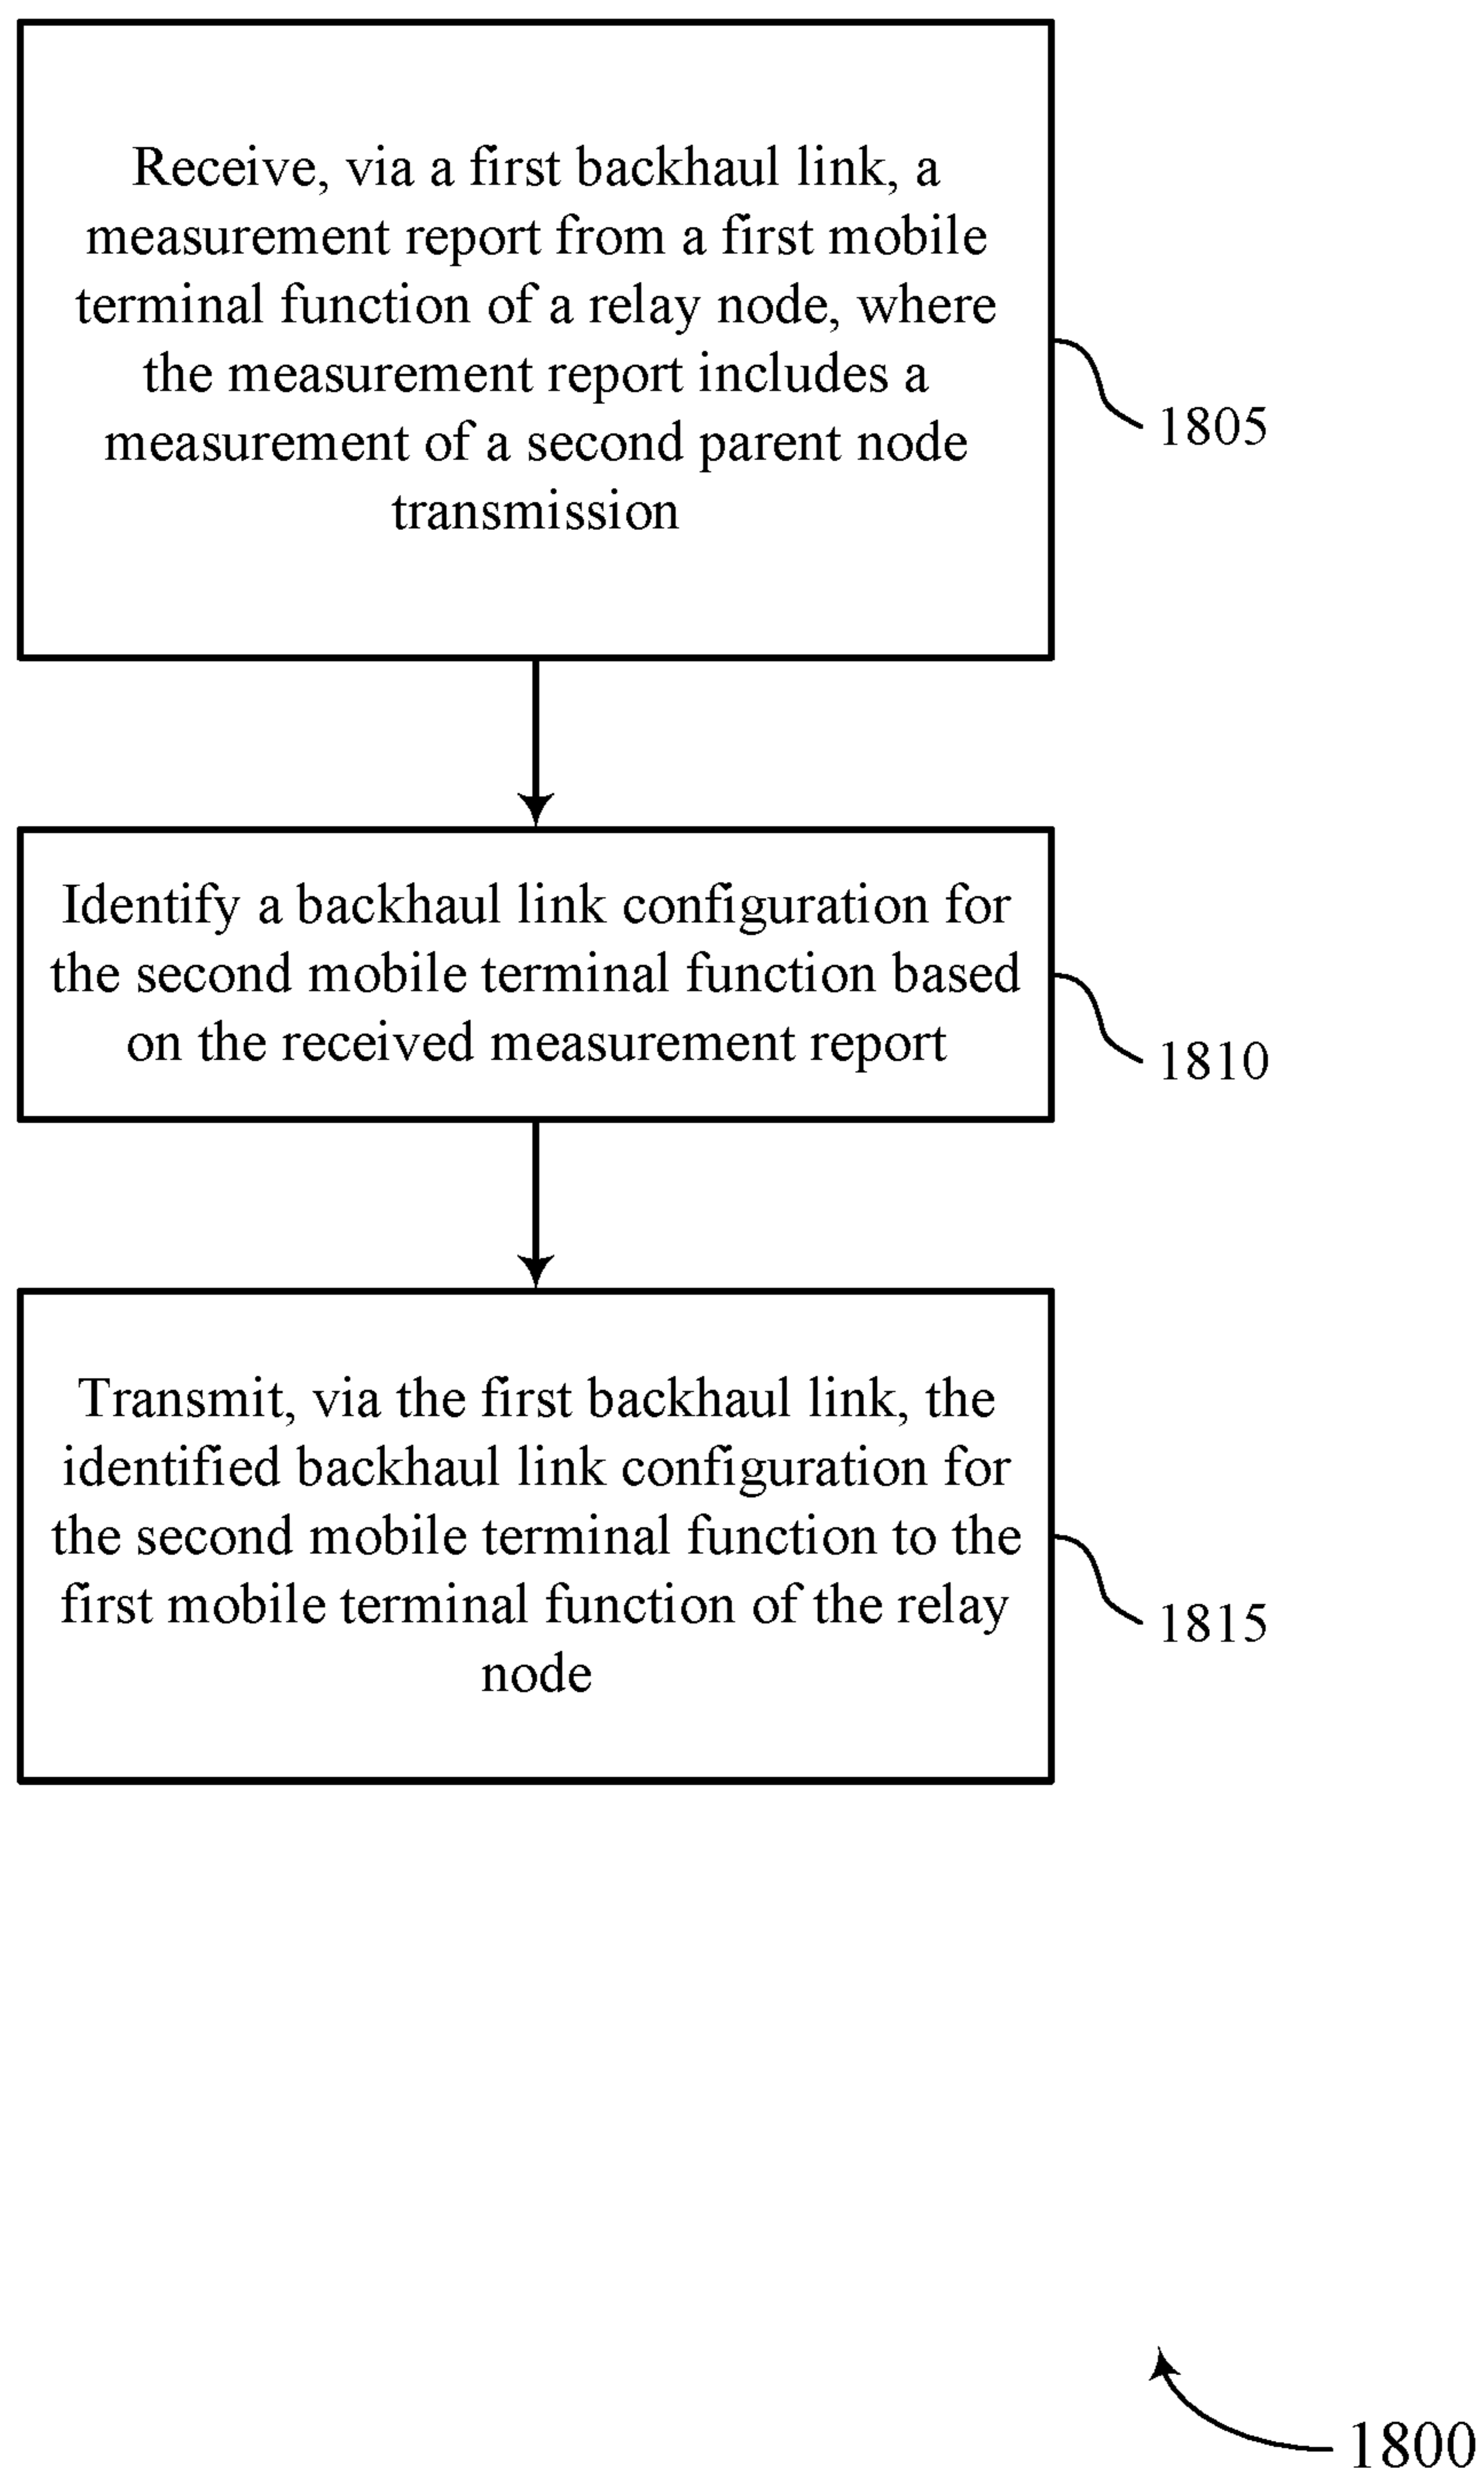 Receive, via a first backhaul link, a
measurement report from a first mobile
terminal function of a relay node, where
the measurement report includes a
measurement of a second parent node
transmission
1805
Identify a backhaul link configuration for
the second mobile terminal function based
on the received measurement report
1810
Transmit, via the first backhaul link, the
identified backhaul link configuration for
the second mobile terminal function to the
first mobile terminal function of the relay
node
1815
1800